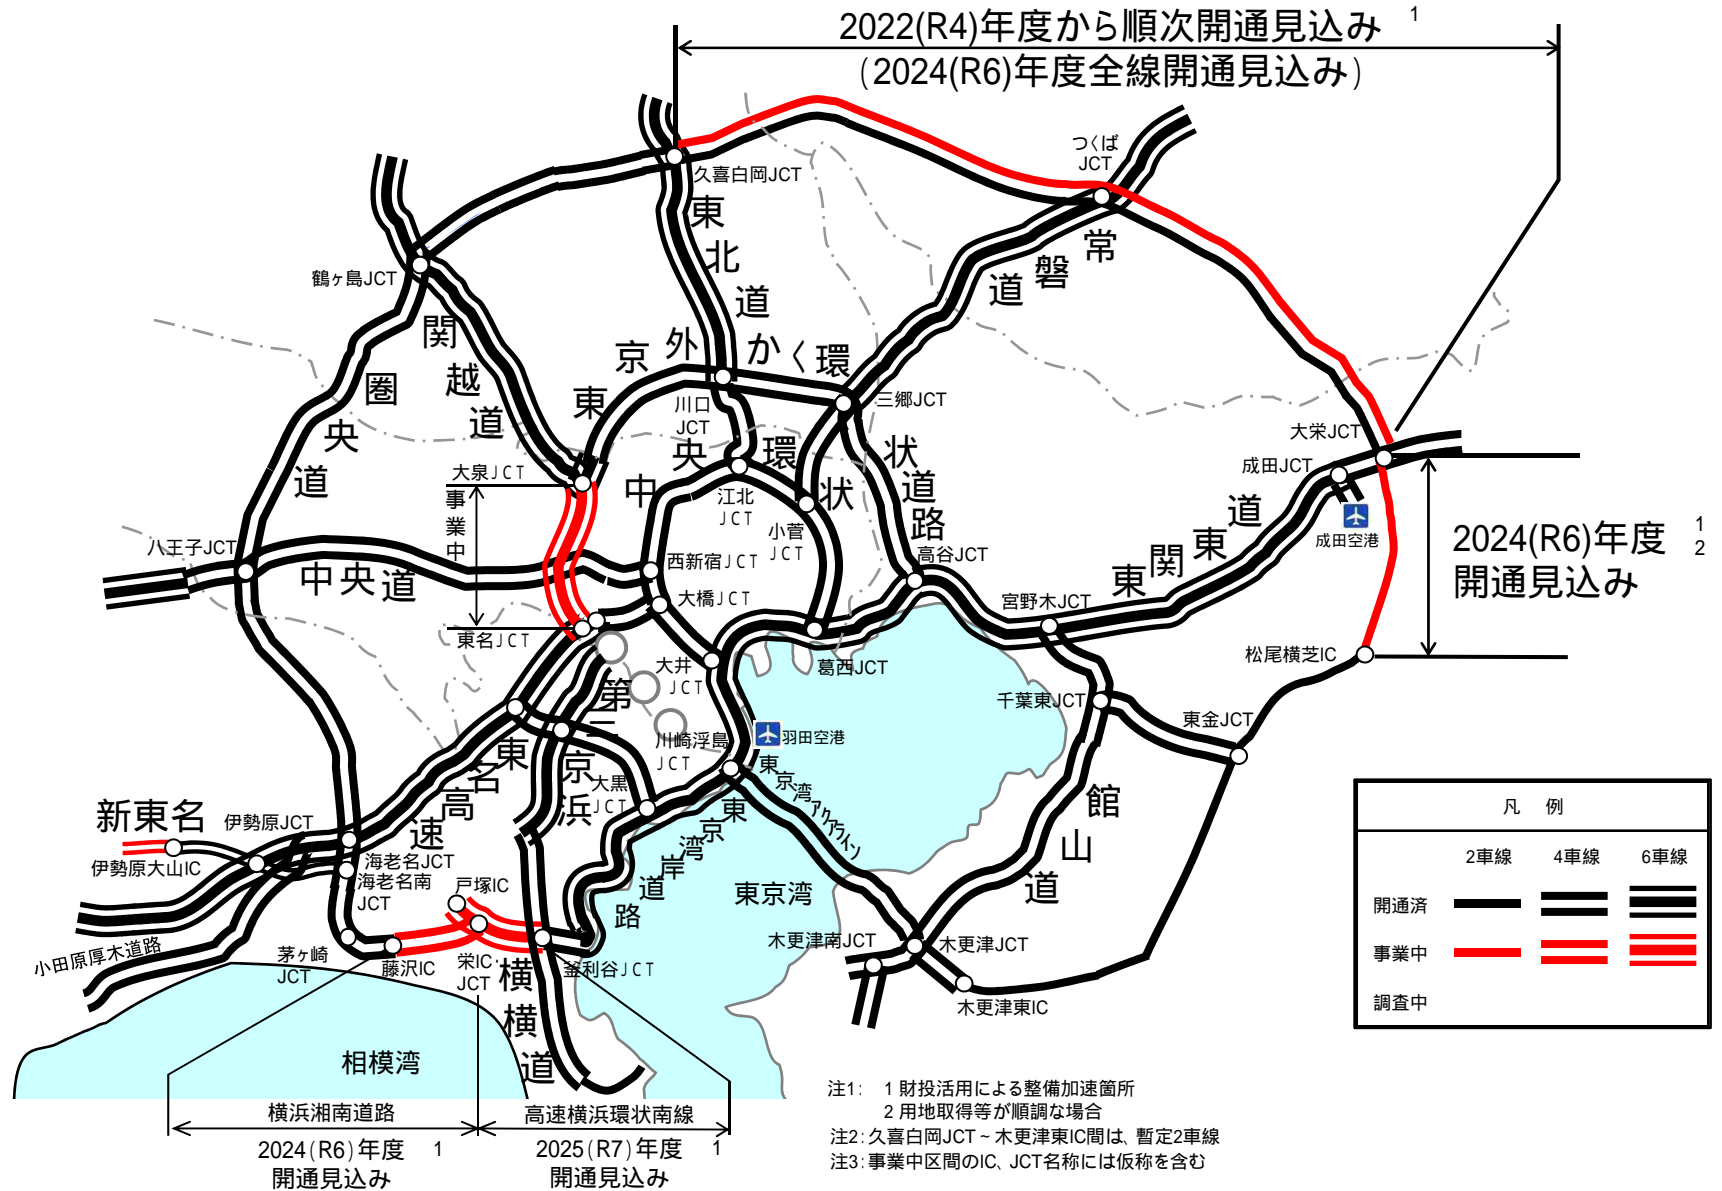 2022(R4)年度から順次開通見込み 1
(2024(R6)年度全線開通見込み)
つくば
JCT
久喜白岡JCT
東北道
常磐道
鶴ヶ島JCT
関越道
東京外かく環状道路
圏央道
川口
JCT
三郷JCT
大栄JCT
成田JCT
成田空港
大泉JCT
事業中
中央環状
江北
JCT
小菅
JCT
東関東道
2024(R6)年度 1
2
開通見込み
八王子JCT
中央道
西新宿JCT
高谷JCT
大橋JCT
宮野木JCT
東名JCT
松尾横芝IC
大井
JCT
葛西JCT
第三京浜
千葉東JCT
東金JCT
川崎浮島
JCT
羽田空港
東名高速
大黒
JCT
東京湾アクアライン
東京湾岸道路
館山道
新東名
伊勢原JCT
伊勢原大山IC
海老名JCT
海老名南
JCT
戸塚IC
東京湾
小田原厚木道路
茅ヶ崎
JCT
藤沢IC
栄IC·
JCT
釜利谷JCT
横横道
木更津南JCT
木更津JCT
木更津東IC
相模湾
横浜湘南道路
2024(R6)年度 1
開通見込み
高速横浜環状南線
2025(R7)年度 1
開通見込み
凡 例
2車線 4車線 6車線
開通済
事業中
調査中
注1: 1 財投活用による整備加速箇所
2 用地取得等が順調な場合
注2:久喜白岡JCT~木更津東IC間は、暫定2車線
注3:事業中区間のIC、JCT名称には仮称を含む